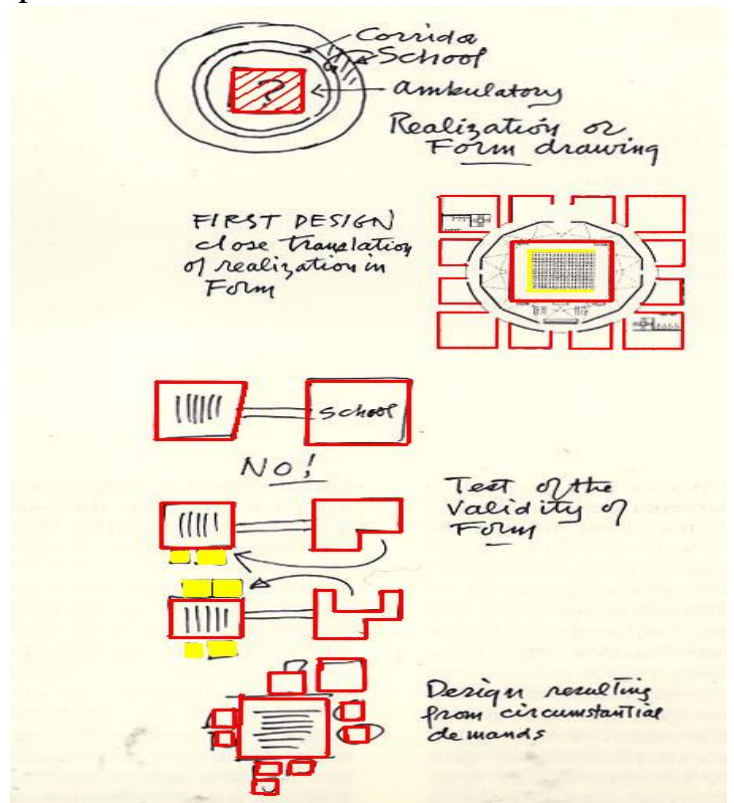 Corridor
School
?
ambulatory
Realization or
Form drawing
FIRST DESIGN
close translation
of realization in
Form
School
NO!
Test of the
validity of
Form
Design resulting
from circumstantial
demands